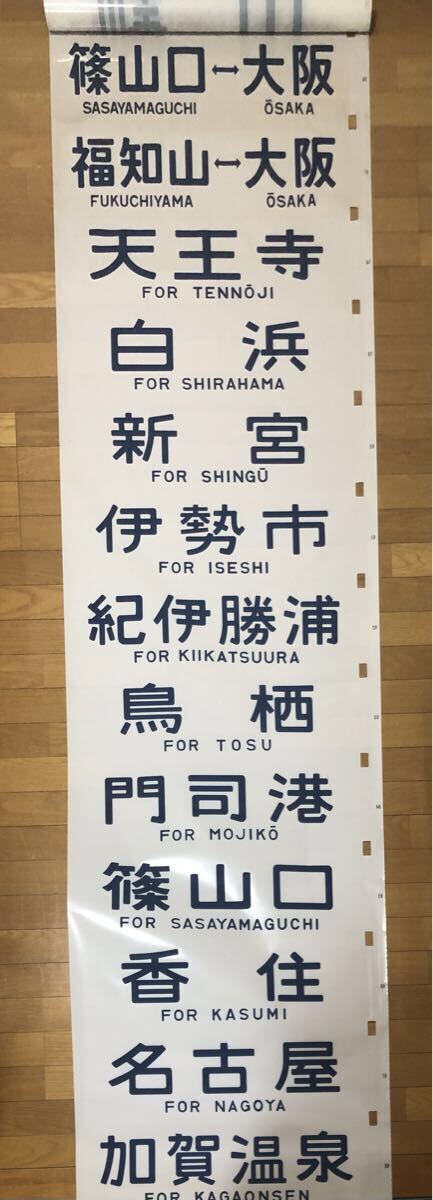 篠山口↔大阪
SASAYAMAGUCHI ŌSAKA
福知山↔大阪
FUKUCHIYAMA ŌSAKA
天王寺
FOR TENNŌJI
白浜
FOR SHIRAHAMA
新宮
FOR SHINGŪ
伊勢市
FOR ISESHI
紀伊勝浦
FOR KIIKATSUURA
鳥栖
FOR TOSU
門司港
FOR MOJIKŌ
篠山口
FOR SASAYAMAGUCHI
香住
FOR KASUMI
名古屋
FOR NAGOYA
加賀温泉
FOR KAGAONSEN